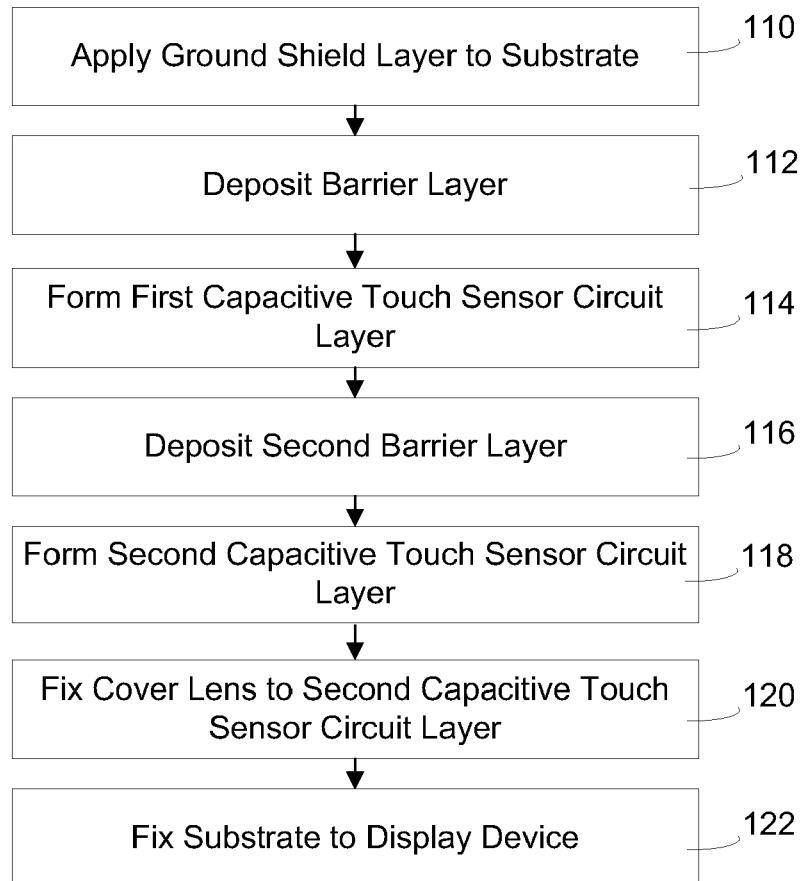 Apply Ground Shield Layer to Substrate
110
Deposit Barrier Layer
112
Form First Capacitive Touch Sensor Circuit
Layer
114
Deposit Second Barrier Layer
116
Form Second Capacitive Touch Sensor Circuit
Layer
118
Fix Cover Lens to Second Capacitive Touch
Sensor Circuit Layer
120
Fix Substrate to Display Device
122